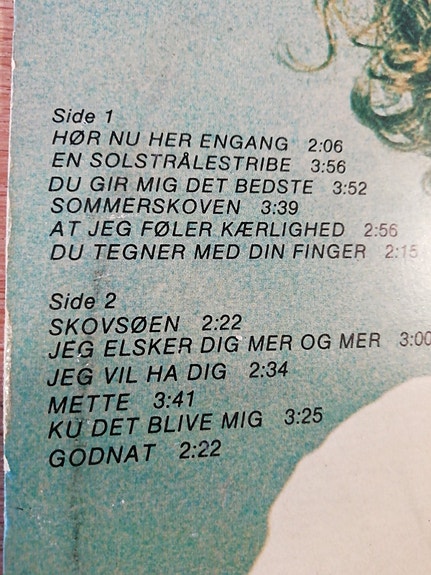 Side 1
HØR NU HER ENGANG 2:06
EN SOLSTRÅLESTRIBE 3:56
DU GIR MIG DET BEDSTE 3:52
SOMMERSKOVEN 3:39
AT JEG FØLER KÆRLIGHED 2:56
DU TEGNER MED DIN FINGER 2:15
Side 2
SKOVSØEN 2:22
JEG ELSKER DIG MER OG MER 3:00
JEG VIL HA DIG 2:34
METTE 3:41
KU DET BLIVE MIG 3:25
GODNAT 2:22